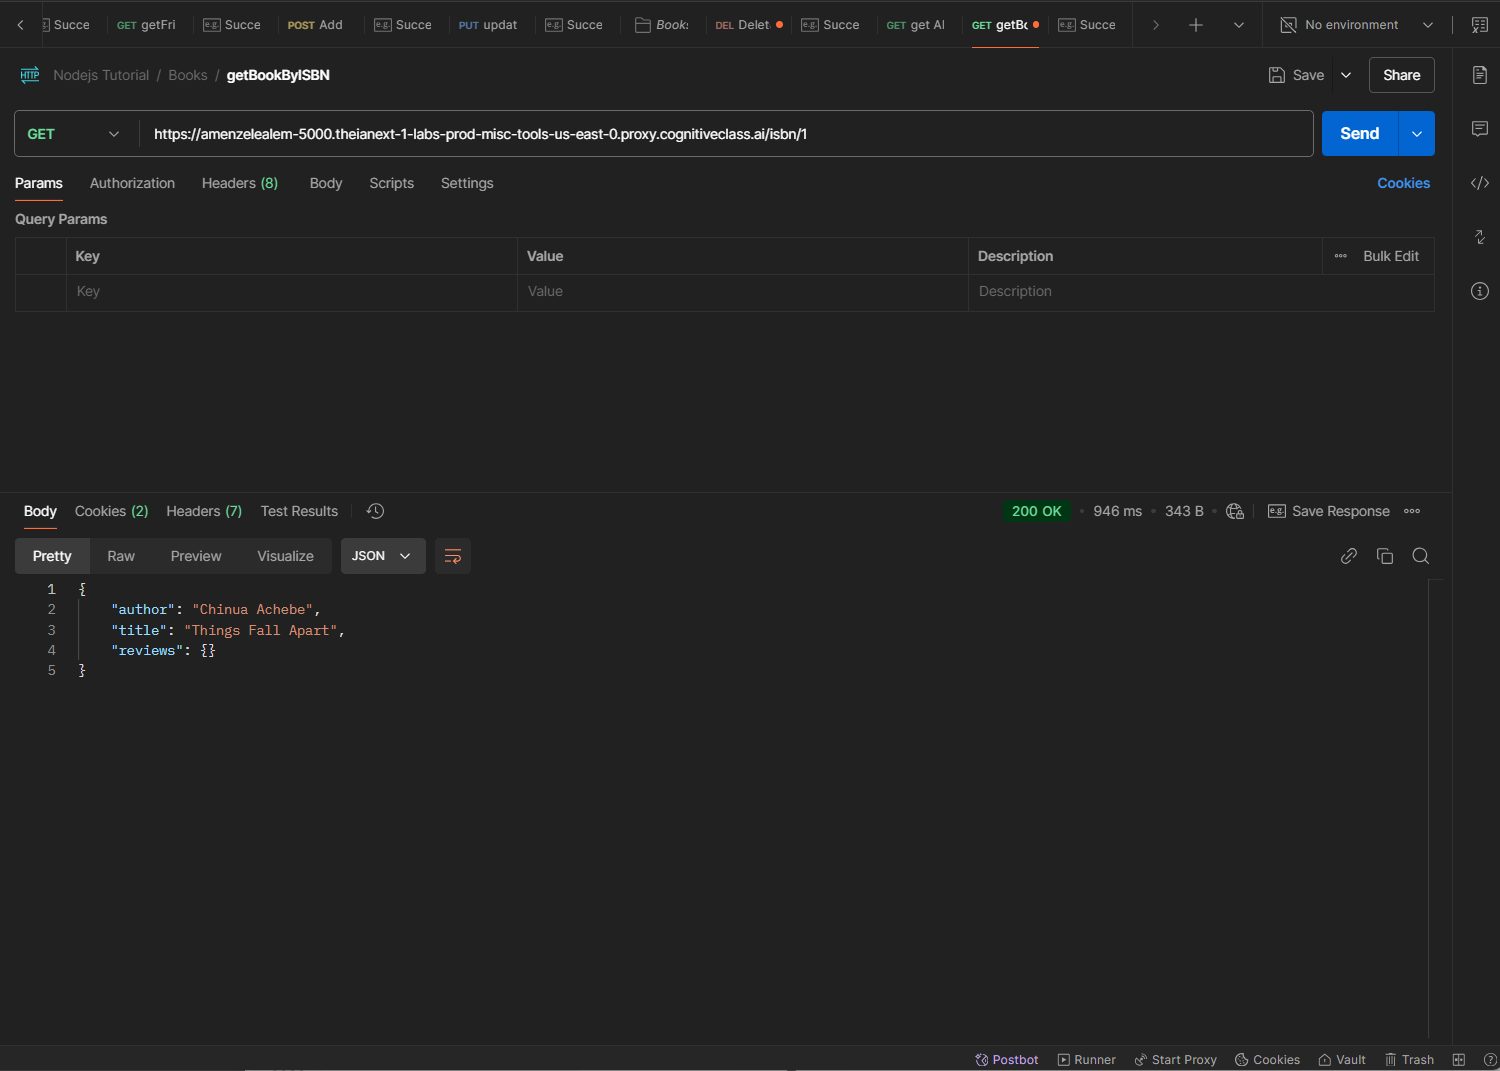 Succe GET getFri e.g. Succe POST Add e.g. Succe PUT updat e.g. Succe Books DEL Delet e.g. Succe GET get Al GET getBo e.g. Succe No environment
HTTP Nodejs Tutorial / Books / getBookByISBN Save Share
GET https://amenzelealem-5000.theianext-1-labs-prod-misc-tools-us-east-0.proxy.cognitiveclass.ai/isbn/1 Send
Params Authorization Headers (8) Body Scripts Settings Cookies
Query Params
Key Value Description Bulk Edit
Key Value Description
Body Cookies (2) Headers (7) Test Results 200 OK 946 ms 343 B e.g. Save Response
Pretty Raw Preview Visualize JSON
1 {
2 "author": "Chinua Achebe",
3 "title": "Things Fall Apart",
4 "reviews": {}
5 }
Postbot Runner Start Proxy Cookies Vault Trash